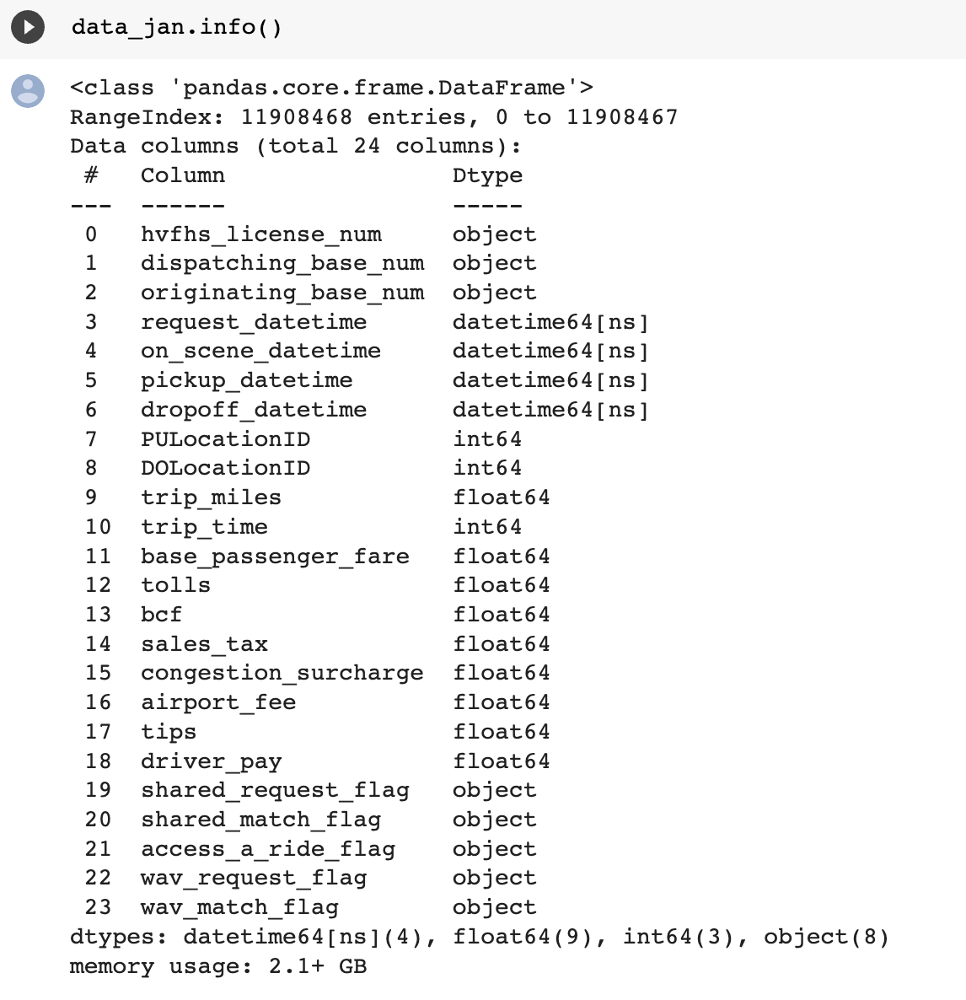 data_jan.info()
<class 'pandas.core.frame.DataFrame'>
RangeIndex: 11908468 entries, 0 to 11908467
Data columns (total 24 columns):
 #   Column                Dtype
---  ------                -----
 0   hvfhs_license_num     object
 1   dispatching_base_num  object
 2   originating_base_num  object
 3   request_datetime      datetime64[ns]
 4   on_scene_datetime     datetime64[ns]
 5   pickup_datetime       datetime64[ns]
 6   dropoff_datetime      datetime64[ns]
 7   PULocationID          int64
 8   DOLocationID          int64
 9   trip_miles            float64
 10  trip_time             int64
 11  base_passenger_fare   float64
 12  tolls                 float64
 13  bcf                   float64
 14  sales_tax             float64
 15  congestion_surcharge  float64
 16  airport_fee           float64
 17  tips                  float64
 18  driver_pay            float64
 19  shared_request_flag   object
 20  shared_match_flag     object
 21  access_a_ride_flag    object
 22  wav_request_flag      object
 23  wav_match_flag        object
dtypes: datetime64[ns](4), float64(9), int64(3), object(8)
memory usage: 2.1+ GB